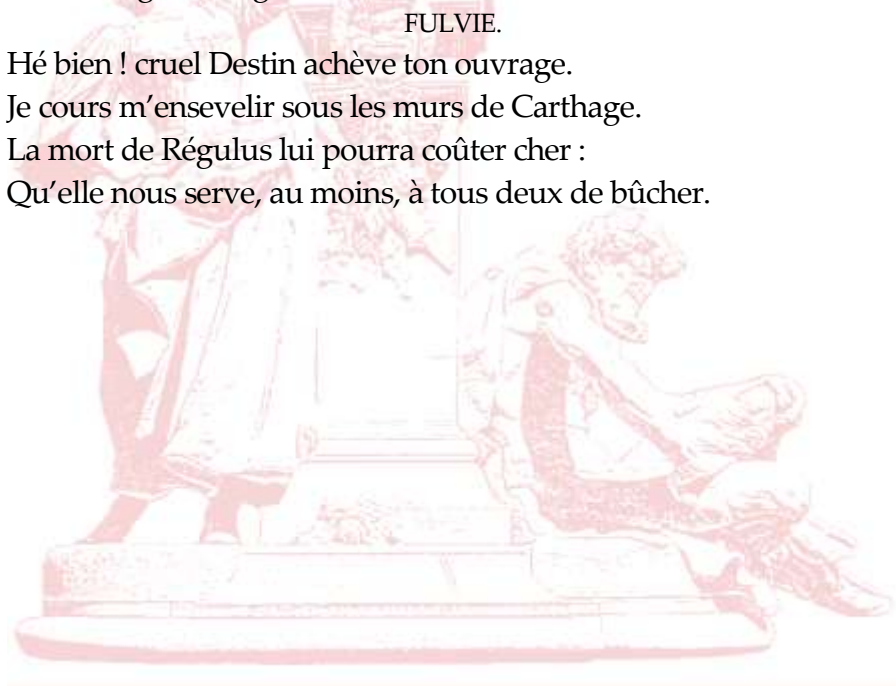 FULVIE.
Hé bien ! cruel Destin achève ton ouvrage.
Je cours m’ensevelir sous les murs de Carthage.
La mort de Régulus lui pourra coûter cher :
Qu’elle nous serve, au moins, à tous deux de bûcher.